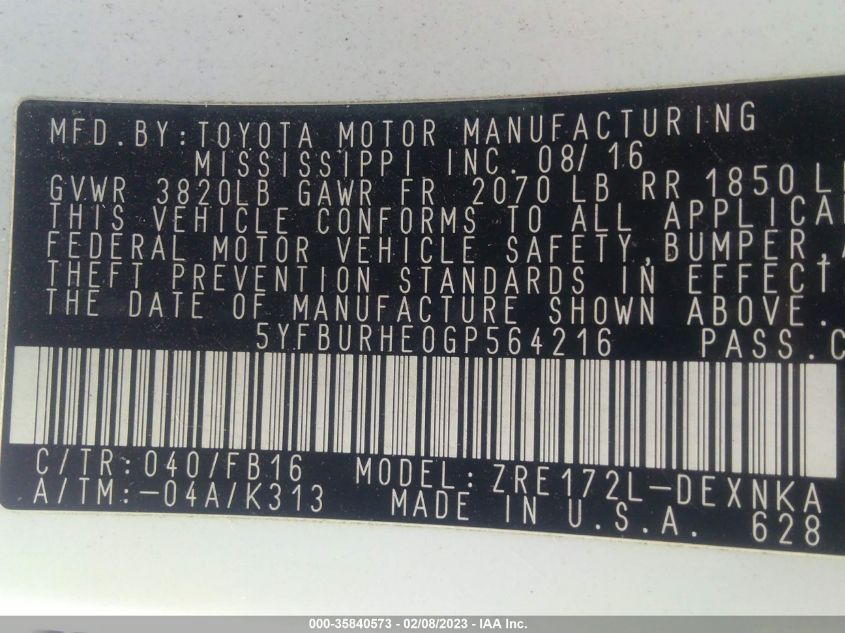 MFD. BY: TOYOTA MOTOR MANUFACTURING
MISSISSIPPI INC. 08/16
GVWR 3820LB GAWR FR 2070 LB RR 1850 L
THIS VEHICLE CONFORMS TO ALL APPLICA
FEDERAL MOTOR VEHICLE SAFETY, BUMPER,
THEFT PREVENTION STANDARDS IN EFFECT
THE DATE OF MANUFACTURE SHOWN ABOVE.
5YFBURHE0GP564216 PASS.C
C/TR: 040/FB16 MODEL: ZRE172L-DEXNKA
A/TM:-04A/K313 MADE IN U.S.A. 628
000-35840573 — 02/08/2023 — IAA Inc.